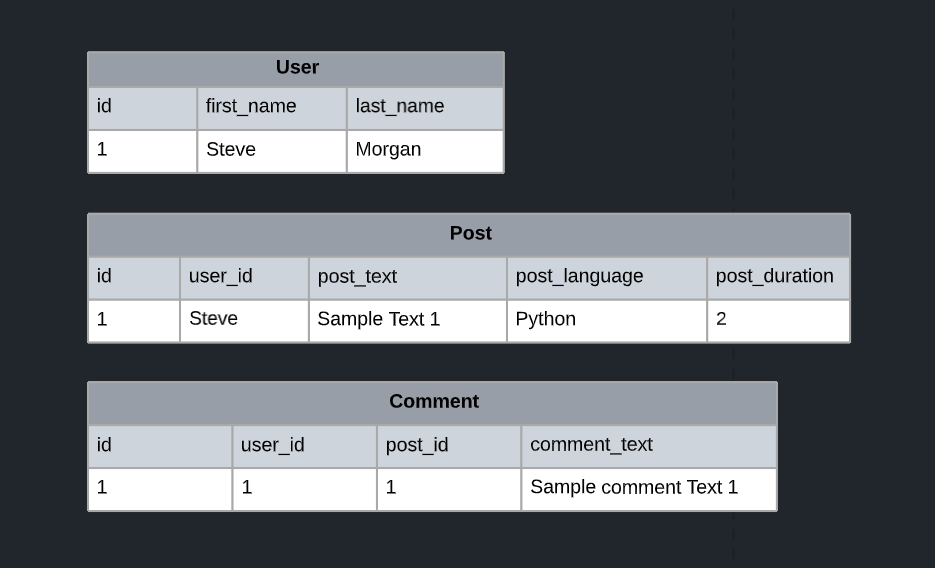 User
id first_name last_name
1 Steve Morgan
Post
id user_id post_text post_language post_duration
1 Steve Sample Text 1 Python 2
Comment
id user_id post_id comment_text
1 1 1 Sample comment Text 1